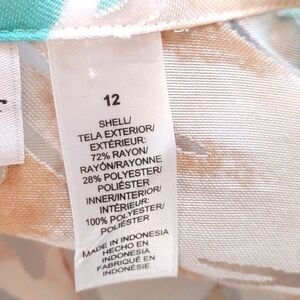 12
SHELL/
TELA EXTERIOR/
EXTÉRIEUR:
72% RAYON/
RAYÓN/RAYONNE
28% POLYESTER/
POLIÉSTER
INNER/INTERIOR/
INTÉRIEUR:
100% POLYESTER/
POLIÉSTER
MADE IN INDONESIA
HECHO EN
INDONESIA
FABRIQUÉ EN
INDONÉSIE